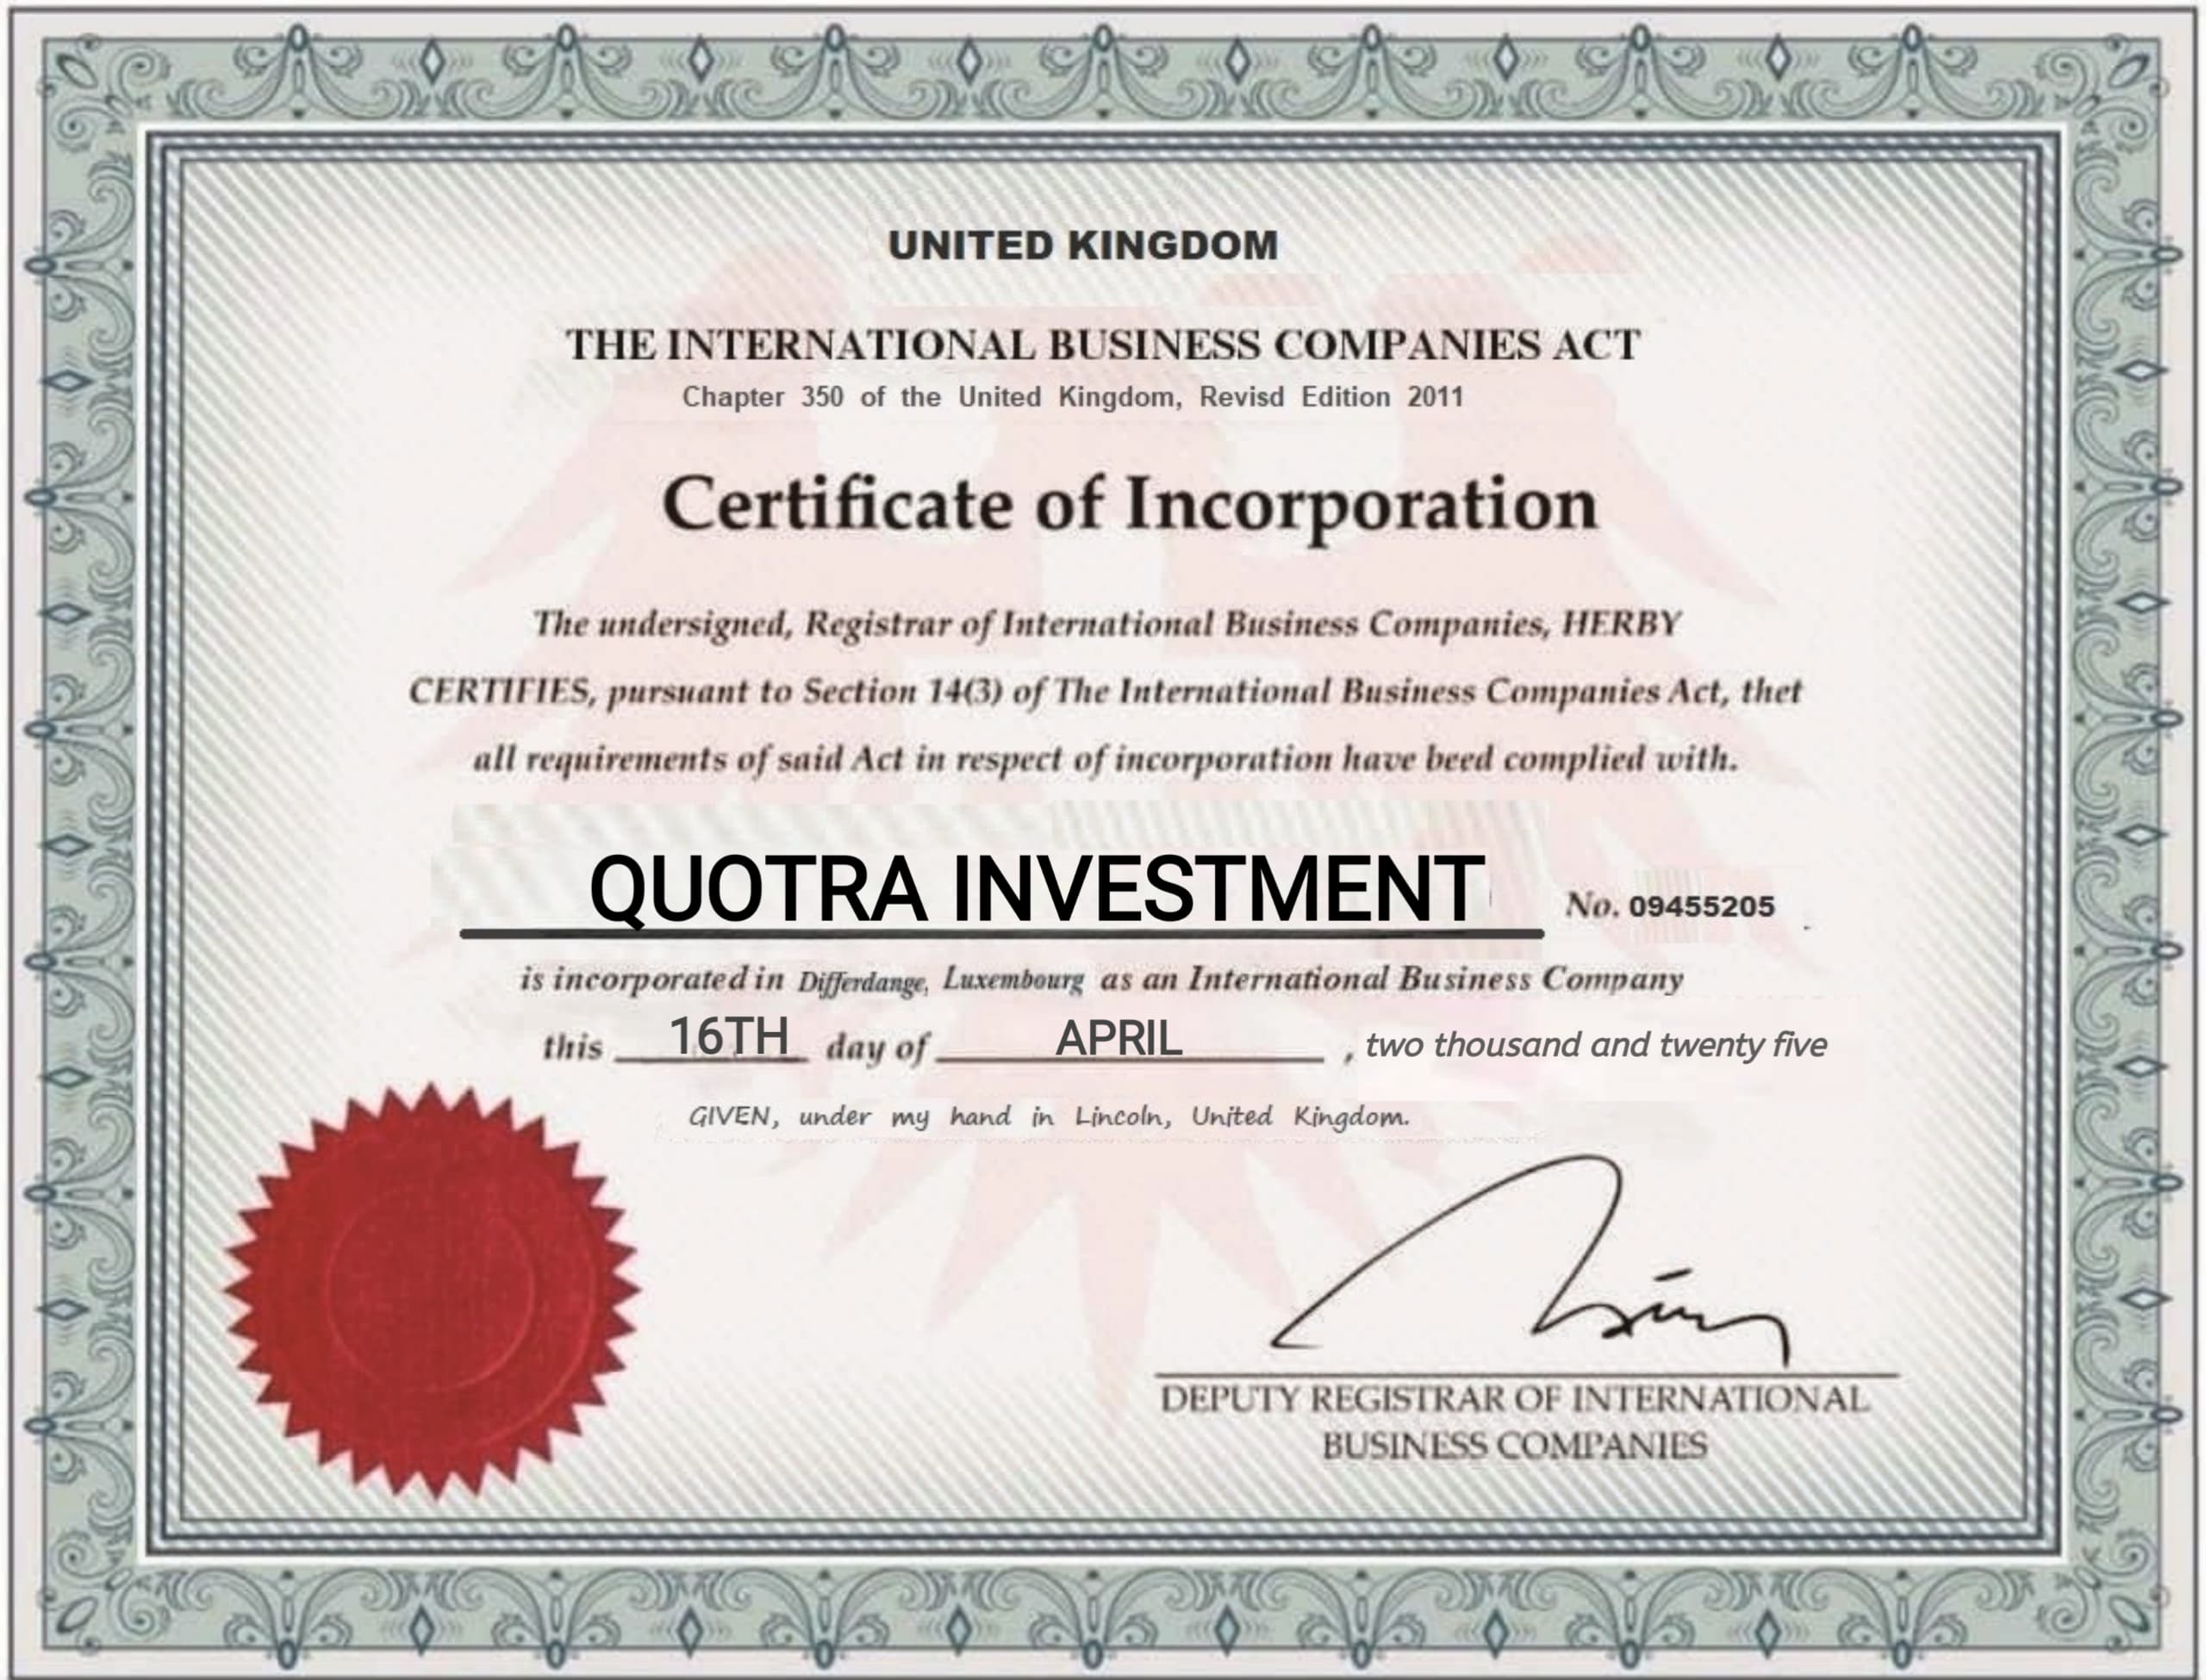 UNITED KINGDOM
THE INTERNATIONAL BUSINESS COMPANIES ACT
Chapter 350 of the United Kingdom, Revisd Edition 2011
Certificate of Incorporation
The undersigned, Registrar of International Business Companies, HERBY
CERTIFIES, pursuant to Section 14(3) of The International Business Companies Act, thet
all requirements of said Act in respect of incorporation have beed complied with.
QUOTRA INVESTMENT No. 09455205
is incorporated in Differdange, Luxembourg as an International Business Company
this 16TH day of APRIL , two thousand and twenty five
GIVEN, under my hand in Lincoln, United Kingdom.
DEPUTY REGISTRAR OF INTERNATIONAL
BUSINESS COMPANIES